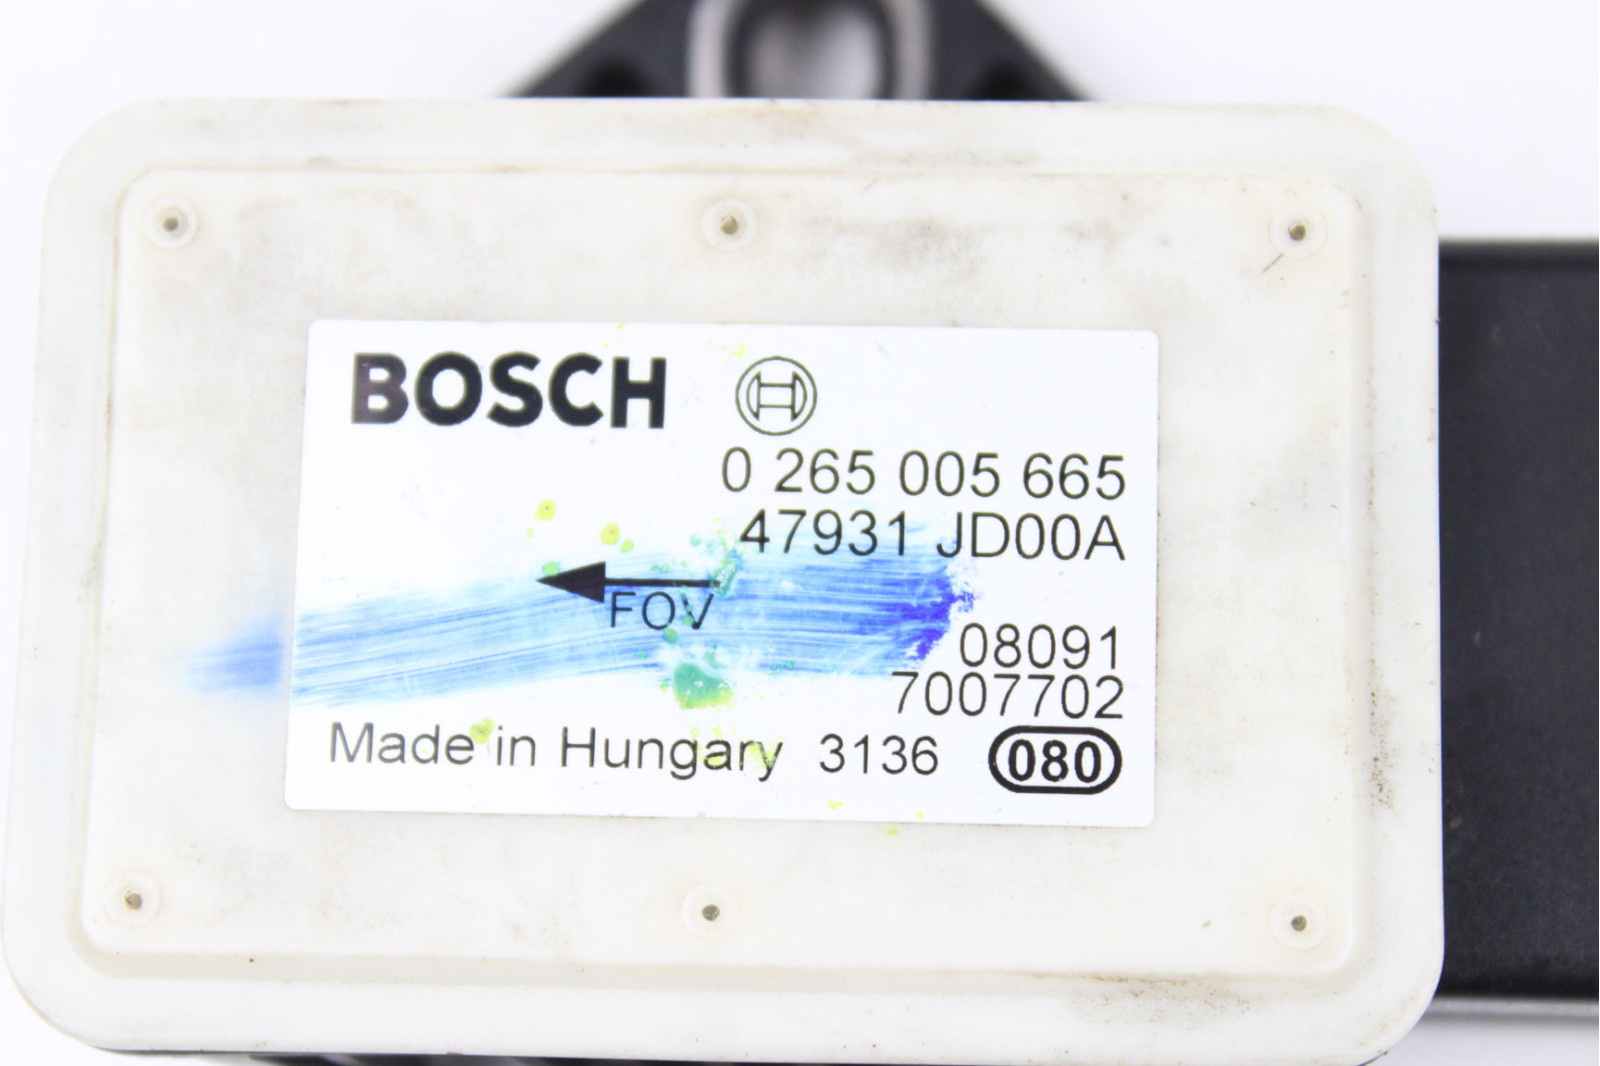 BOSCH
0 265 005 665
47931 JD00A
FOV
08091
7007702
Made in Hungary 3136 080